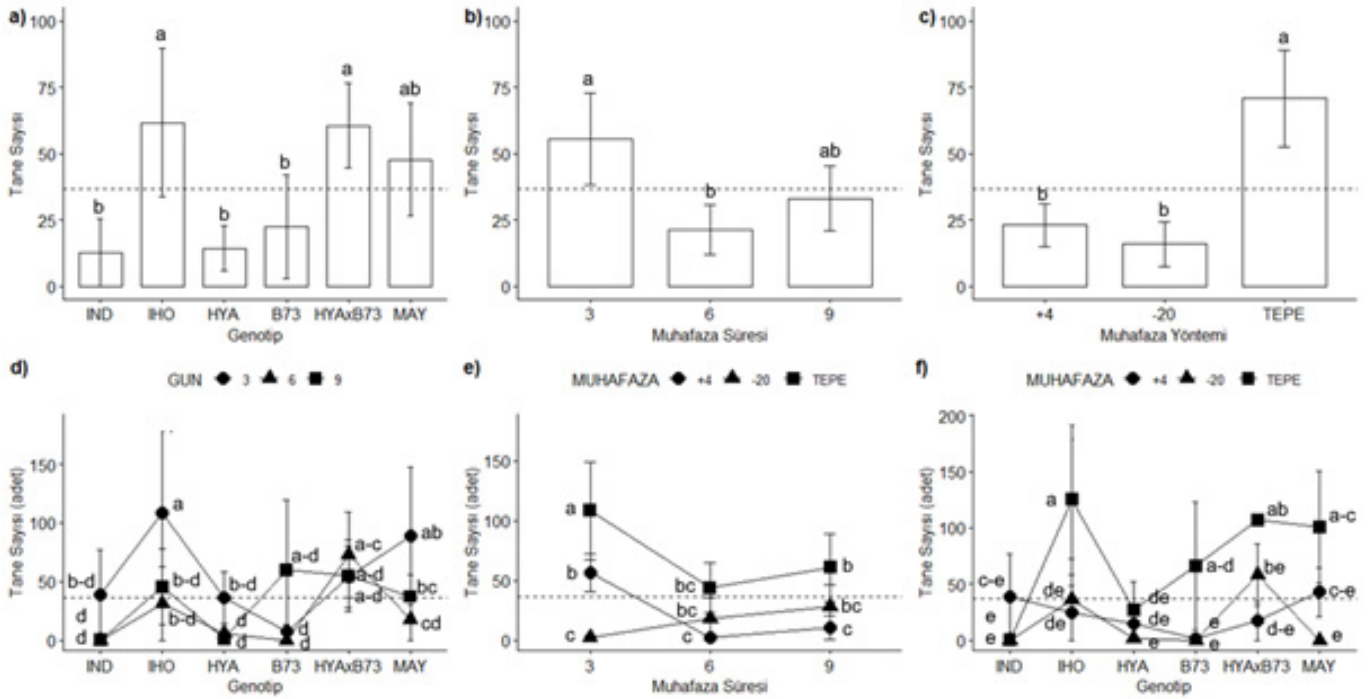 a)
Tane Sayısı
100
75
50
25
0
b
a
b
b
a
ab
IND IHO HYA B73 HYAxB73 MAY
Genotip
b)
Tane Sayısı
100
75
50
25
0
a
b
ab
3 6 9
Muhafaza Süresi
c)
Tane Sayısı
100
75
50
25
0
b
b
a
+4 -20 TEPE
Muhafaza Yöntemi
d)
GUN 3 6 9
Tane Sayısı (adet)
150
100
50
0
b-d
d
d
a
b-d
b-d
b-d
d
d
a-d
d
d
a-c
a-d
a-d
ab
bc
cd
IND IHO HYA B73 HYAxB73 MAY
Genotip
e)
MUHAFAZA +4 -20 TEPE
Tane Sayısı (adet)
150
100
50
0
a
b
c
bc
bc
c
b
bc
c
3 6 9
Muhafaza Süresi
f)
MUHAFAZA +4 -20 TEPE
Tane Sayısı (adet)
200
150
100
50
0
c-e
e
e
a
de
de
de
de
e
a-d
e
e
ab
be
d-e
a-c
c-e
e
IND IHO HYA B73 HYAxB73 MAY
Genotip